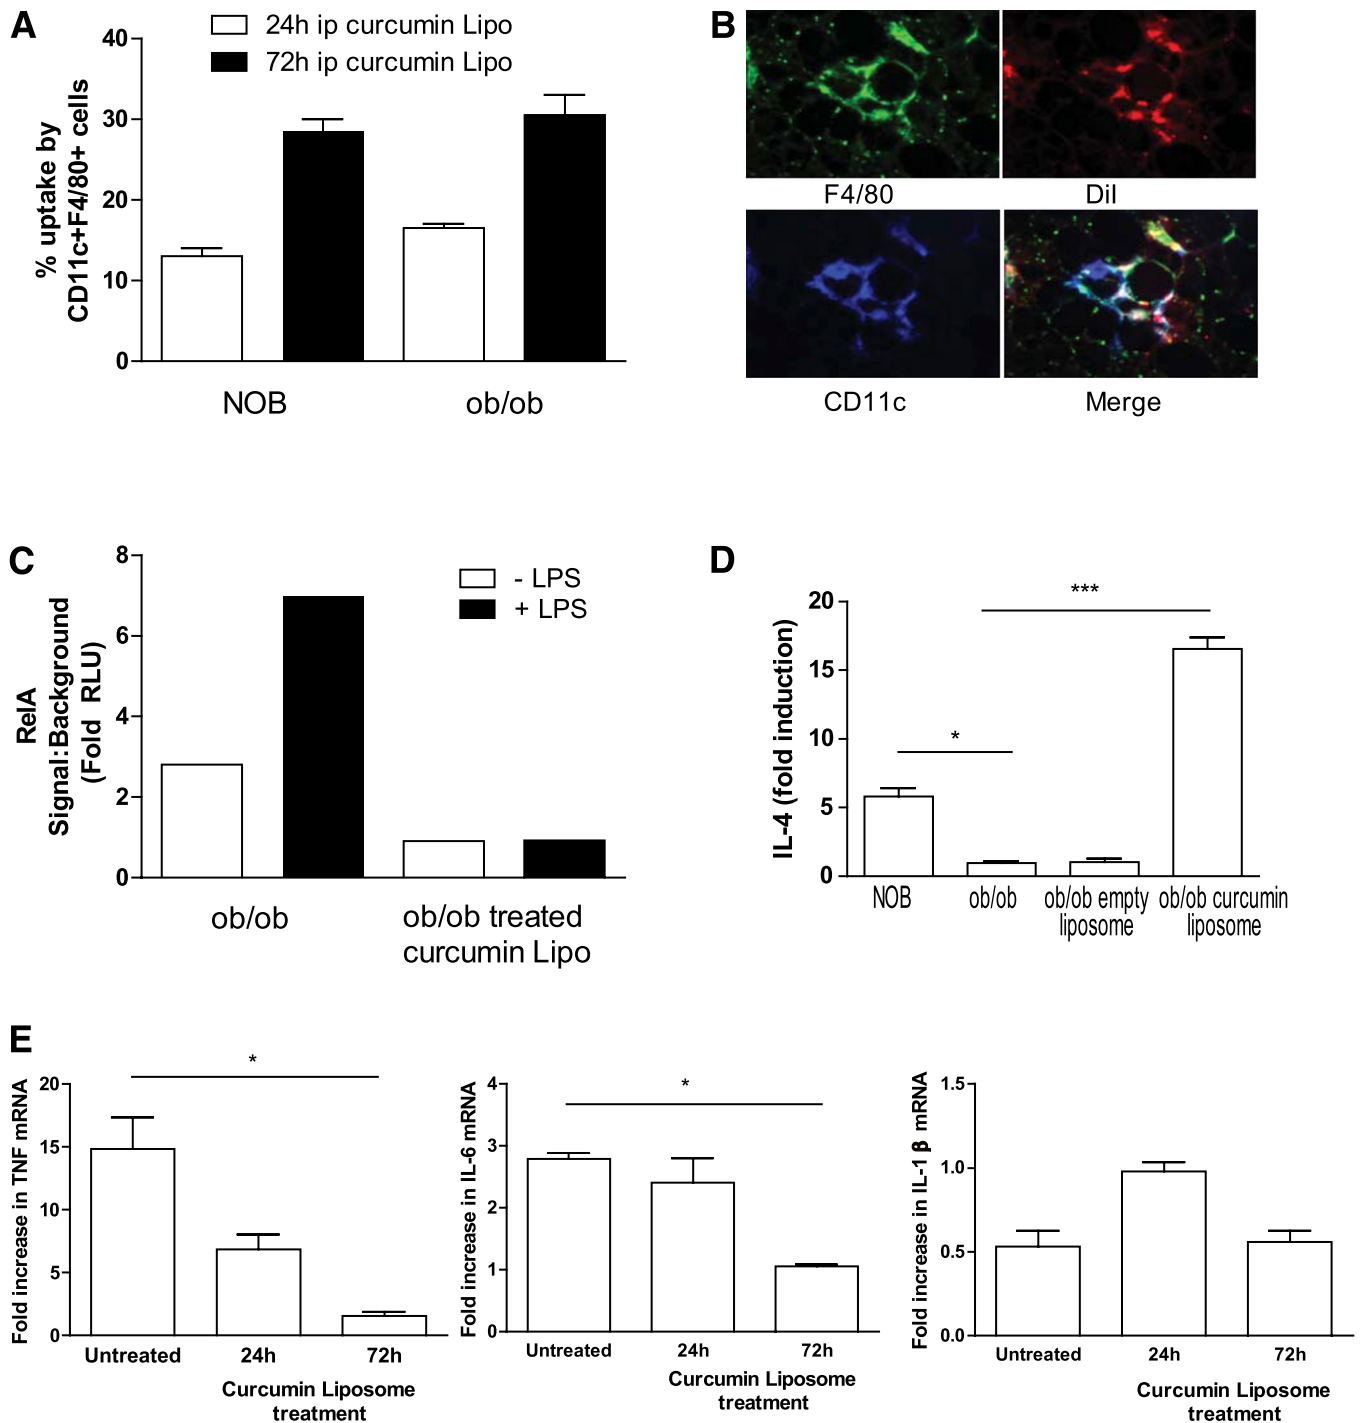 A
24h ip curcumin Lipo
72h ip curcumin Lipo
% uptake by
CD11c+F4/80+ cells
40
30
20
10
0
NOB
ob/ob
B
F4/80
DiI
CD11c
Merge
C
- LPS
+ LPS
RelA
Signal:Background
(Fold RLU)
8
6
4
2
0
ob/ob
ob/ob treated
curcumin Lipo
D
***
*
IL-4 (fold induction)
20
15
10
5
0
NOB
ob/ob
ob/ob empty
liposome
ob/ob curcumin
liposome
E
*
Fold increase in TNF mRNA
20
15
10
5
0
Untreated
24h
72h
Curcumin Liposome
treatment
*
Fold increase in IL-6 mRNA
4
3
2
1
0
Untreated
24h
72h
Curcumin Liposome
treatment
Fold increase in IL-1 β mRNA
1.5
1.0
0.5
0.0
Untreated
24h
72h
Curcumin Liposome
treatment